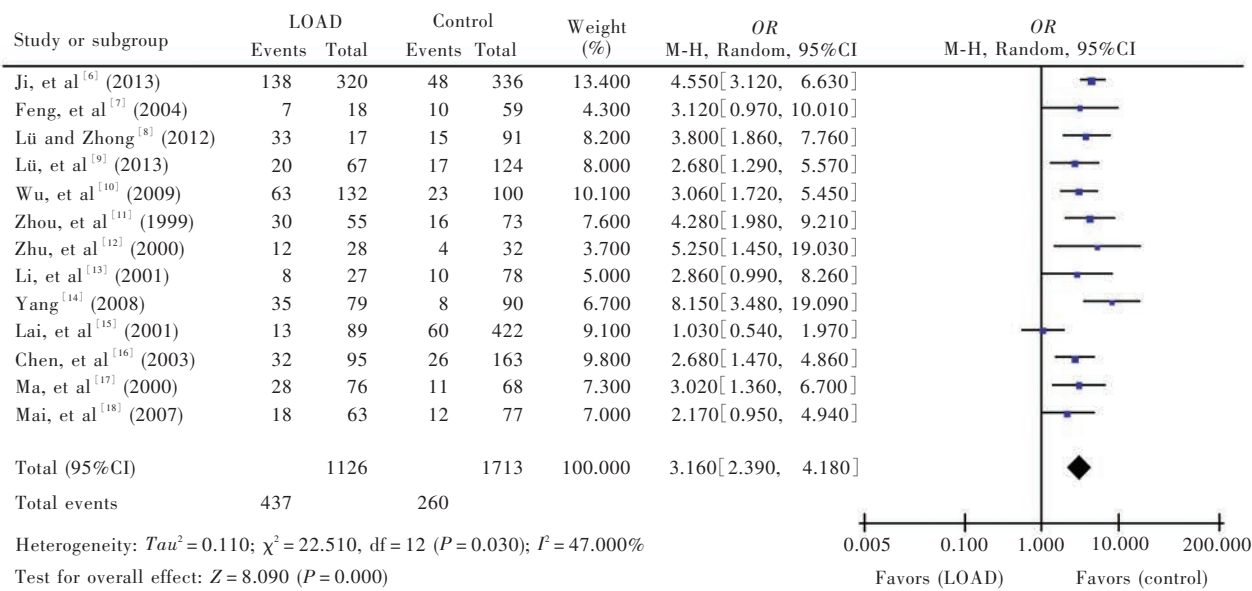 LOAD Control Weight OR OR
Study or subgroup Events Total Events Total (%) M-H, Random, 95%CI M-H, Random, 95%CI
Ji, et al[6] (2013) 138 320 48 336 13.400 4.550[3.120, 6.630]
Feng, et al[7] (2004) 7 18 10 59 4.300 3.120[0.970, 10.010]
Lü and Zhong[8] (2012) 33 17 15 91 8.200 3.800[1.860, 7.760]
Lü, et al[9] (2013) 20 67 17 124 8.000 2.680[1.290, 5.570]
Wu, et al[10] (2009) 63 132 23 100 10.100 3.060[1.720, 5.450]
Zhou, et al[11] (1999) 30 55 16 73 7.600 4.280[1.980, 9.210]
Zhu, et al[12] (2000) 12 28 4 32 3.700 5.250[1.450, 19.030]
Li, et al[13] (2001) 8 27 10 78 5.000 2.860[0.990, 8.260]
Yang[14] (2008) 35 79 8 90 6.700 8.150[3.480, 19.090]
Lai, et al[15] (2001) 13 89 60 422 9.100 1.030[0.540, 1.970]
Chen, et al[16] (2003) 32 95 26 163 9.800 2.680[1.470, 4.860]
Ma, et al[17] (2000) 28 76 11 68 7.300 3.020[1.360, 6.700]
Mai, et al[18] (2007) 18 63 12 77 7.000 2.170[0.950, 4.940]
Total (95%CI) 1126 1713 100.000 3.160[2.390, 4.180]
Total events 437 260
Heterogeneity: Tau²=0.110; χ²=22.510, df=12 (P=0.030); I²=47.000%
0.005 0.100 1.000 10.000 200.000
Test for overall effect: Z=8.090 (P=0.000)
Favors (LOAD) Favors (control)